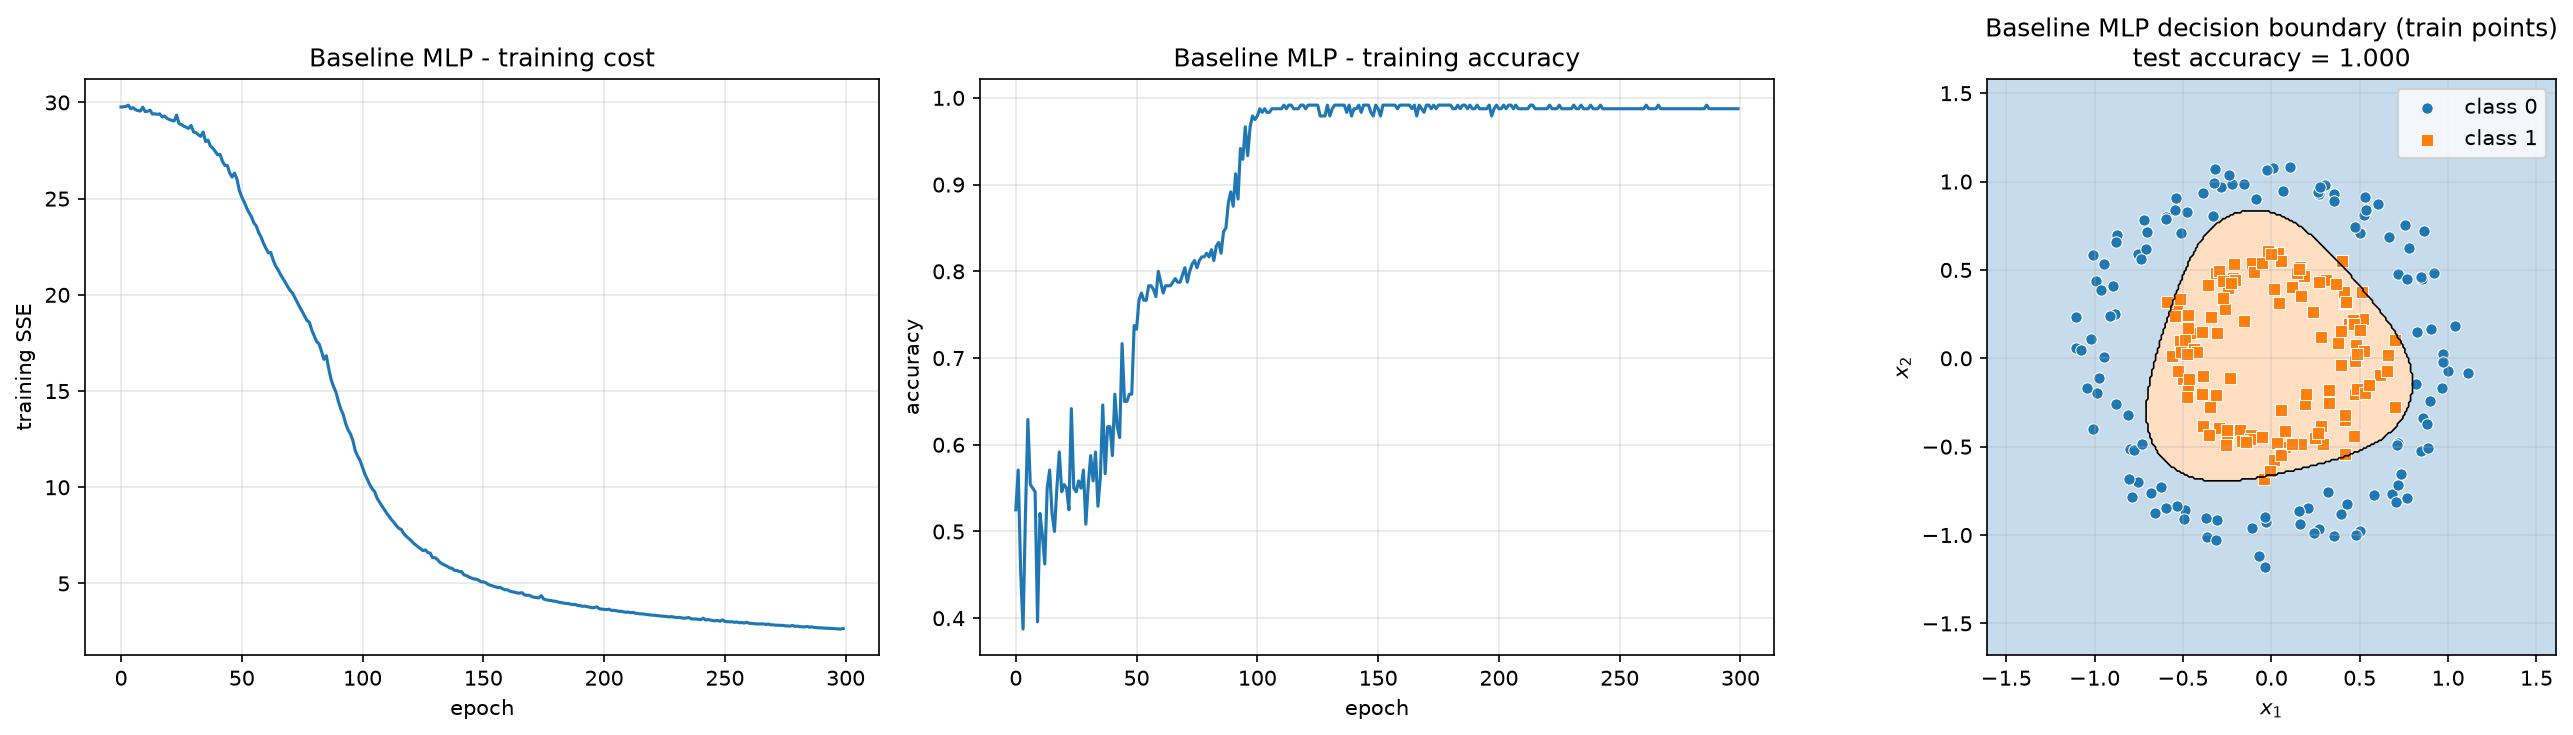 Baseline MLP - training cost
30
25
20
15
10
5
training SSE
0 50 100 150 200 250 300
epoch
Baseline MLP - training accuracy
1.0
0.9
0.8
0.7
0.6
0.5
0.4
accuracy
0 50 100 150 200 250 300
epoch
Baseline MLP decision boundary (train points)
test accuracy = 1.000
class 0
class 1
1.5
1.0
0.5
0.0
−0.5
−1.0
−1.5
x₂
−1.5 −1.0 −0.5 0.0 0.5 1.0 1.5
x₁